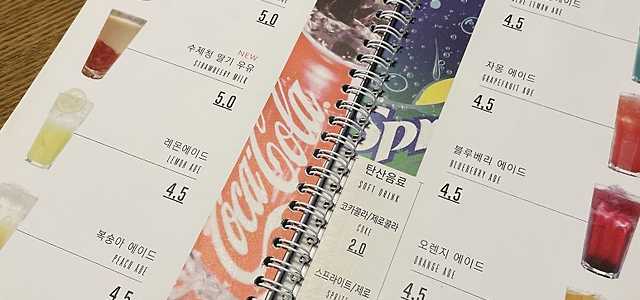 5.0
수제청 딸기 우유 NEW
STRAWBERRY MILK
5.0
레몬에이드
LEMON ADE
4.5
복숭아 에이드
PEACH ADE
4.5
Coca-Cola
Spr
탄산음료
SOFT DRINK
코카콜라/제로콜라
COKE
2.0
스프라이트/제로
BLUE LEMON ADE
4.5
자몽 에이드
GRAPEFRUIT ADE
4.5
블루베리 에이드
BLUEBERRY ADE
4.5
오렌지 에이드
ORANGE ADE
4.5